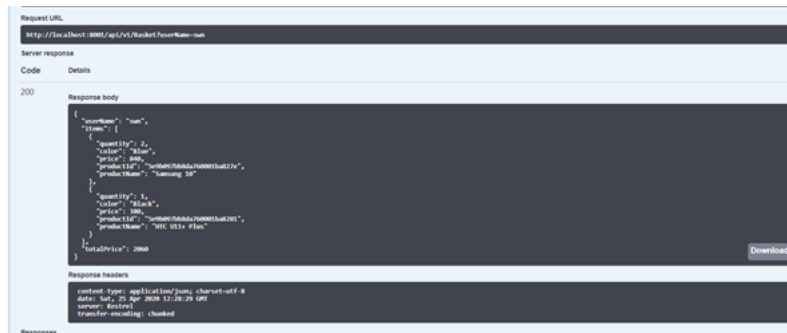 Request URL
http://localhost:8001/api/v1/Basket?userName=swn
Server response
Code Details
200
Response body
{
"userName": "swn",
"items": [
{
"quantity": 2,
"color": "Blue",
"price": 840,
"productId":
"productName": "Samsung 10"
},
{
"quantity": 1,
"color": "Black",
"price": 380,
"productId":
"productName": "HTC U11+ Plus"
}
],
"totalPrice": 2060
}
Download
Response headers
content-type: application/json; charset=utf-8
date: Sat, 25 Apr 2020 12:28:29 GMT
server: Kestrel
transfer-encoding: chunked
Responses